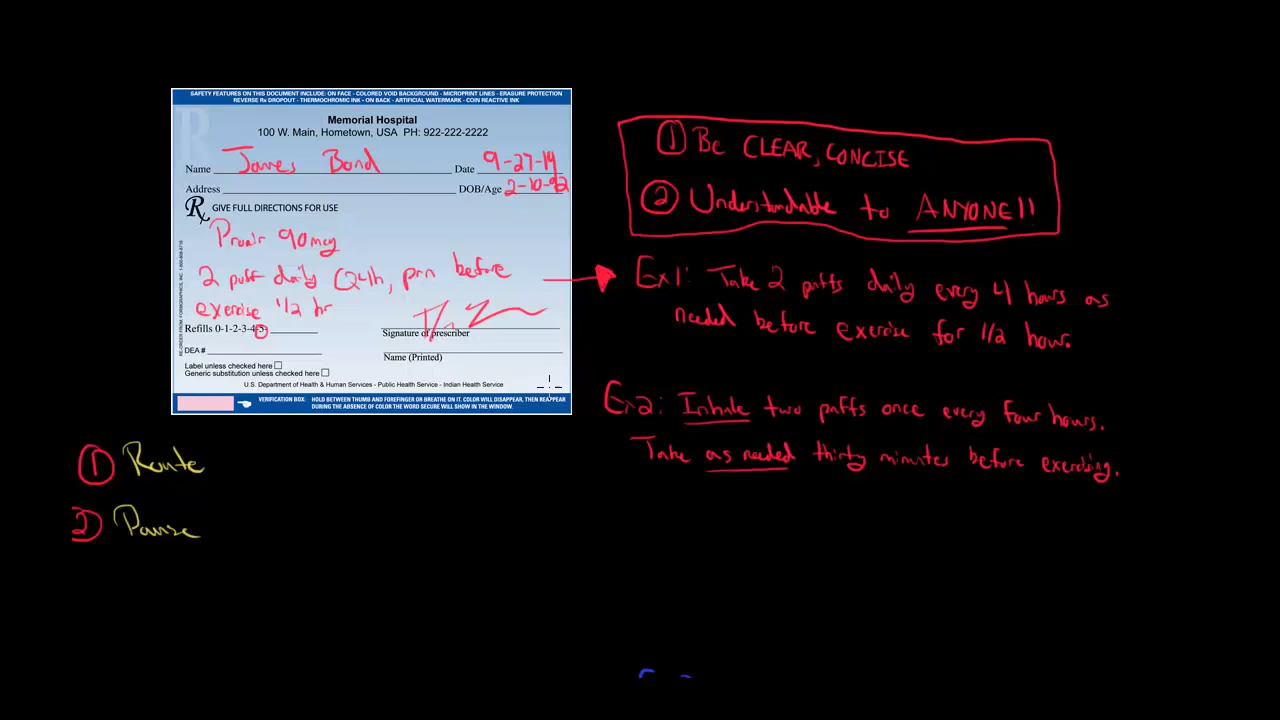 SAFETY FEATURES ON THIS DOCUMENT INCLUDE: ON FACE - COLORED VOID BACKGROUND - MICROPRINT LINES - ERASURE PROTECTION
REVERSE Rx DROPOUT - THERMOCHROMIC INK - ON BACK - ARTIFICIAL WATERMARK - COIN REACTIVE INK
Memorial Hospital
100 W. Main, Hometown, USA PH: 922-222-2222
Name James Bond Date 9-27-14
Address DOB/Age 2-10-92
Rx GIVE FULL DIRECTIONS FOR USE
Proair 90mcg
2 puff daily Q4h, prn before
exercise 1/2 hr
Refills 0-1-2-3-4-5-
Signature of prescriber
DEA #
Name (Printed)
Label unless checked here
Generic substitution unless checked here
U.S. Department of Health & Human Services - Public Health Service - Indian Health Service
VERIFICATION BOX: HOLD BETWEEN THUMB AND FOREFINGER OR BREATHE ON IT. COLOR WILL DISAPPEAR, THEN REAPPEAR
DURING THE ABSENCE OF COLOR THE WORD SECURE WILL SHOW IN THE WINDOW.
① Be CLEAR, CONCISE
② Understandable to ANYONE!!
Ex1: Take 2 puffs daily every 4 hours as
needed before exercise for 1/2 hour.
Ex2: Inhale two puffs once every four hours.
Take as needed thirty minutes before exercising.
① Route
② Pause